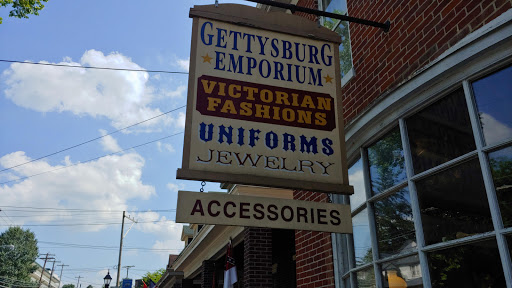 GETTYSBURG
EMPORIUM
VICTORIAN
FASHIONS
UNIFORMS
JEWELRY
ACCESSORIES